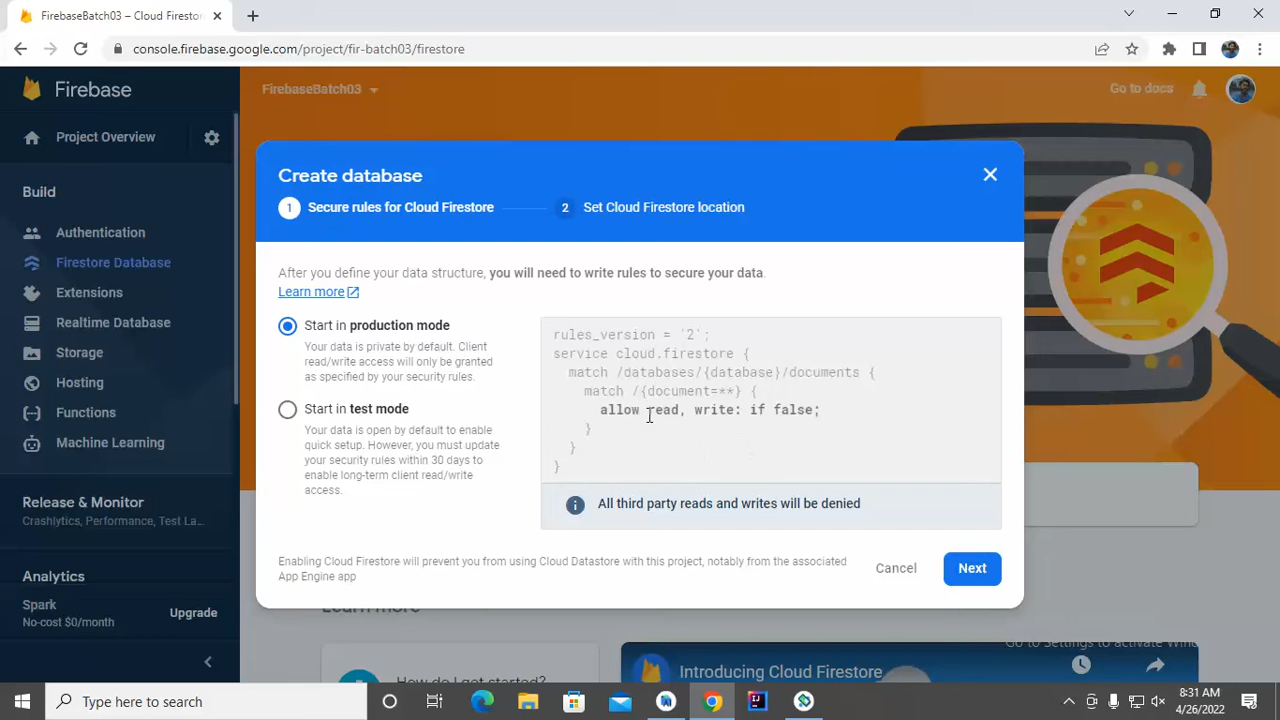 FirebaseBatch03 – Cloud Firestor
console.firebase.google.com/project/fir-batch03/firestore
Firebase
FirebaseBatch03
Go to docs
Project Overview
Build
Authentication
Firestore Database
Extensions
Realtime Database
Storage
Hosting
Functions
Machine Learning
Release & Monitor
Crashlytics, Performance, Test La...
Analytics
Spark
No-cost $0/month
Upgrade
Create database
1 Secure rules for Cloud Firestore
2 Set Cloud Firestore location
After you define your data structure, you will need to write rules to secure your data.
Learn more
Start in production mode
Your data is private by default. Client
read/write access will only be granted
as specified by your security rules.
Start in test mode
Your data is open by default to enable
quick setup. However, you must update
your security rules within 30 days to
enable long-term client read/write
access.
rules_version = '2';
service cloud.firestore {
match /databases/{database}/documents {
match /{document=**} {
allow read, write: if false;
}
}
}
All third party reads and writes will be denied
Enabling Cloud Firestore will prevent you from using Cloud Datastore with this project, notably from the associated
App Engine app
Cancel
Next
Learn more
How do I get started?
Introducing Cloud Firestore
Go to Settings to activate
Type here to search
8:31 AM
4/26/2022